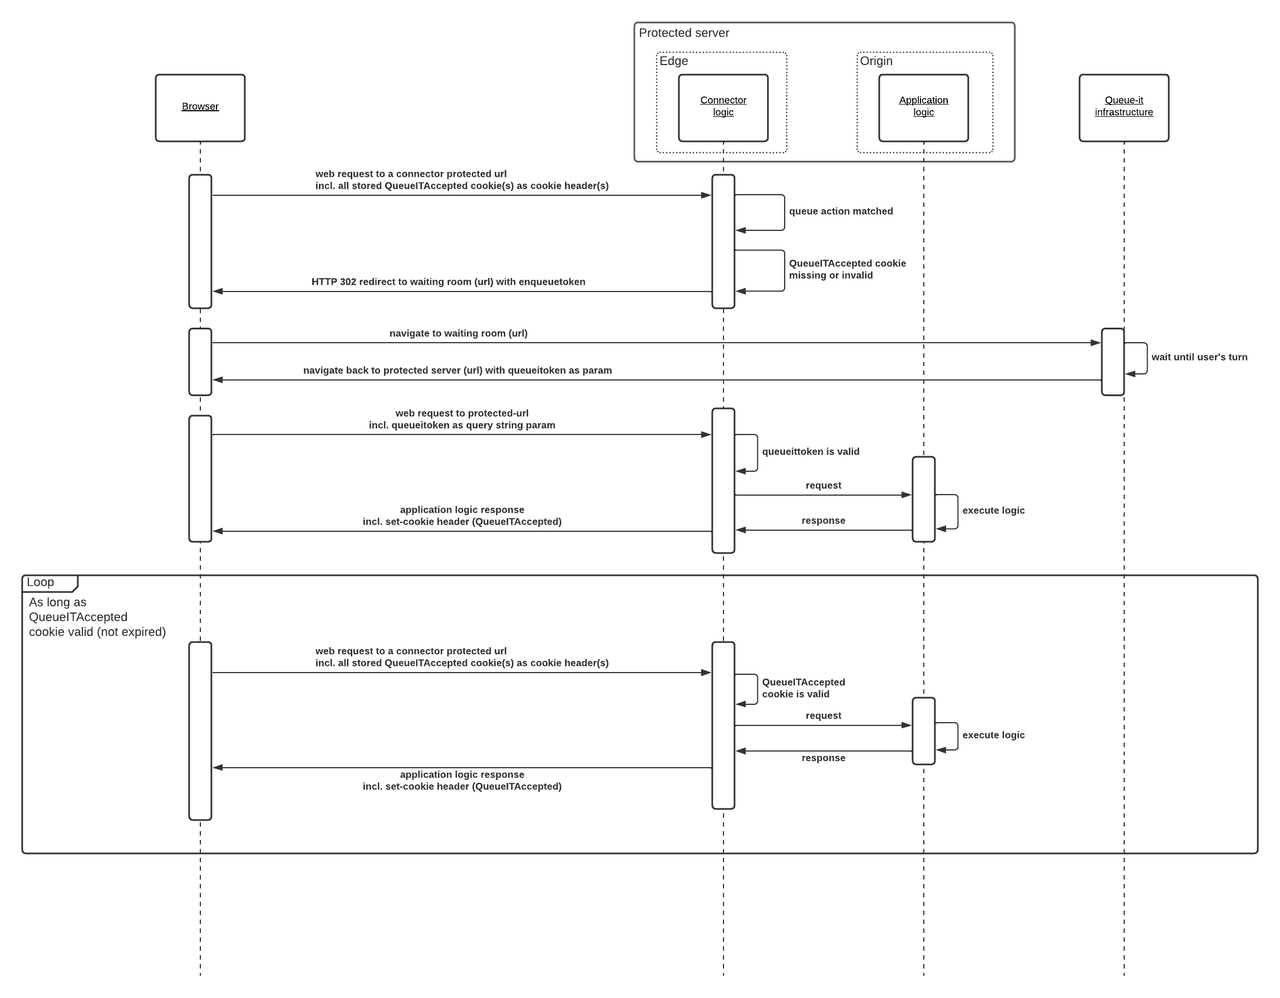 Protected server
Edge
Origin
Browser
Connector
logic
Application
logic
Queue-it
infrastructure
web request to a connector protected url
incl. all stored QueueITAccepted cookie(s) as cookie header(s)
queue action matched
QueueITAccepted cookie
missing or invalid
HTTP 302 redirect to waiting room (url) with enqueuetoken
navigate to waiting room (url)
wait until user's turn
navigate back to protected server (url) with queueitoken as param
web request to protected-url
incl. queueitoken as query string param
queueittoken is valid
request
application logic response
incl. set-cookie header (QueueITAccepted)
response
execute logic
Loop
As long as
QueueITAccepted
cookie valid (not expired)
web request to a connector protected url
incl. all stored QueueITAccepted cookie(s) as cookie header(s)
QueueITAccepted
cookie is valid
request
execute logic
response
application logic response
incl. set-cookie header (QueueITAccepted)